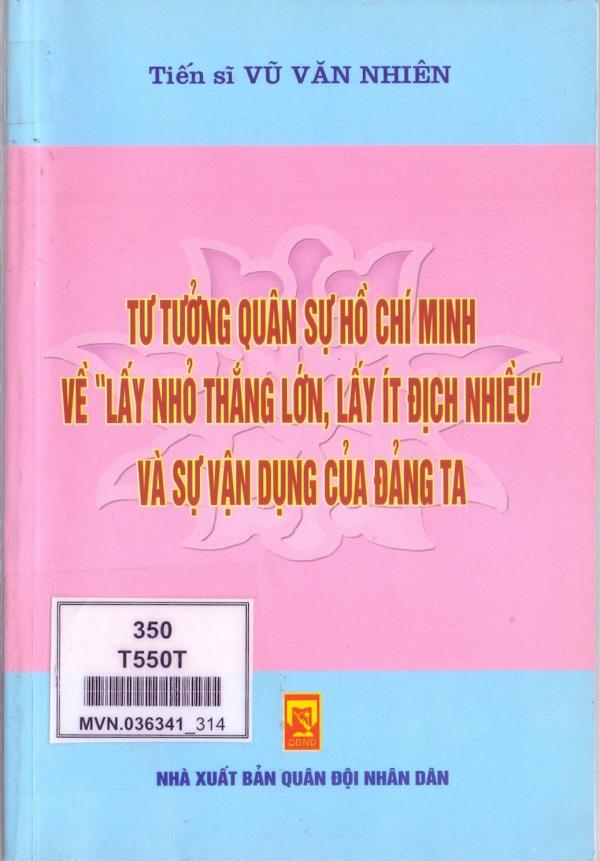 Tiến sĩ VŨ VĂN NHIÊN
TƯ TƯỞNG QUÂN SỰ HỒ CHÍ MINH
VỀ "LẤY NHỎ THẮNG LỚN, LẤY ÍT ĐỊCH NHIỀU"
VÀ SỰ VẬN DỤNG CỦA ĐẢNG TA
350
T550T
MVN.036341_314
QĐND
NHÀ XUẤT BẢN QUÂN ĐỘI NHÂN DÂN